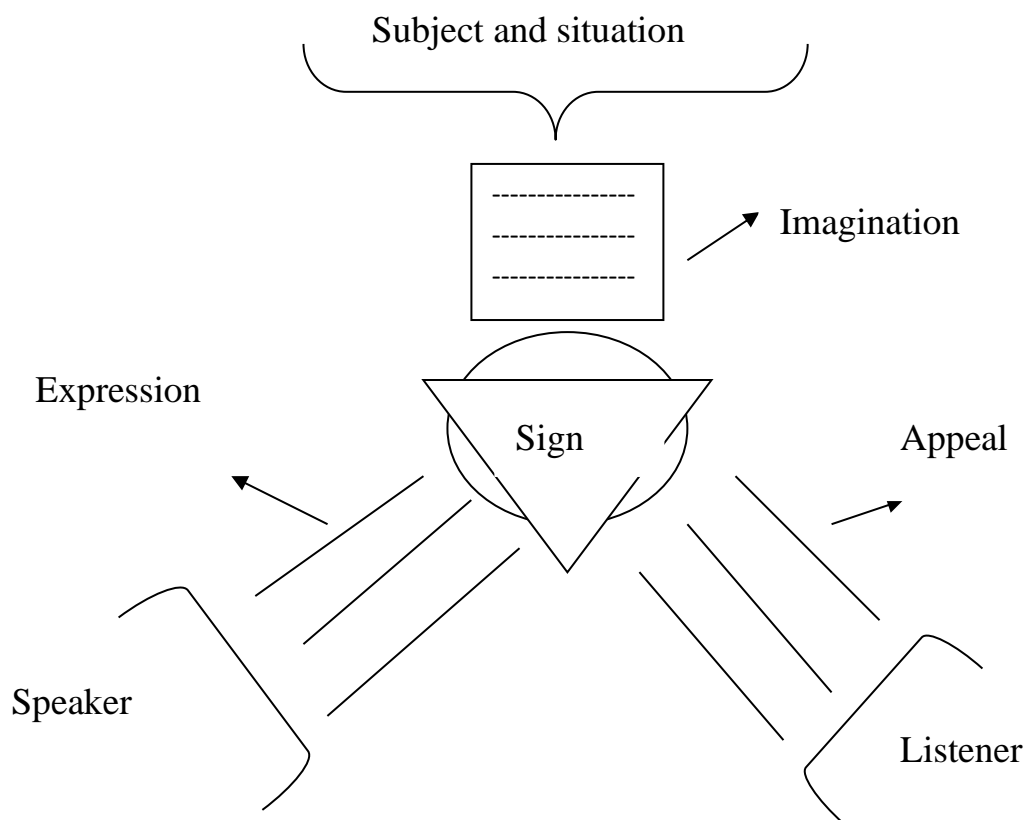 Subject and situation
Imagination
Expression
Sign
Appeal
Speaker
Listener